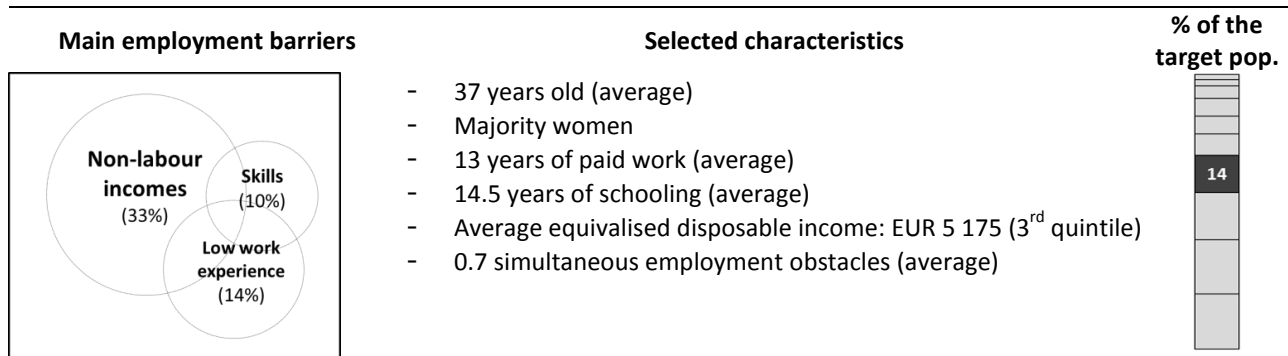 Main employment barriers
Non-labour
incomes
(33%)
Skills
(10%)
Low work
experience
(14%)
Selected characteristics
- 37 years old (average)
- Majority women
- 13 years of paid work (average)
- 14.5 years of schooling (average)
- Average equivalised disposable income: EUR 5 175 (3rd quintile)
- 0.7 simultaneous employment obstacles (average)
% of the
target pop.
14